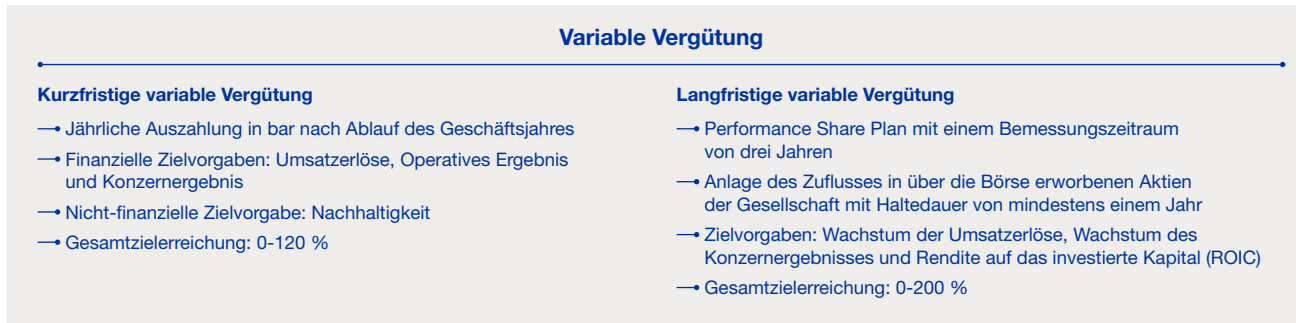 Variable Vergütung
Kurzfristige variable Vergütung
Jährliche Auszahlung in bar nach Ablauf des Geschäftsjahres
Finanzielle Zielvorgaben: Umsatzerlöse, Operatives Ergebnis
und Konzernergebnis
Nicht-finanzielle Zielvorgabe: Nachhaltigkeit
Gesamtzielerreichung: 0-120 %
Langfristige variable Vergütung
Performance Share Plan mit einem Bemessungszeitraum
von drei Jahren
Anlage des Zuflusses in über die Börse erworbenen Aktien
der Gesellschaft mit Haltedauer von mindestens einem Jahr
Zielvorgaben: Wachstum der Umsatzerlöse, Wachstum des
Konzernergebnisses und Rendite auf das investierte Kapital (ROIC)
Gesamtzielerreichung: 0-200 %